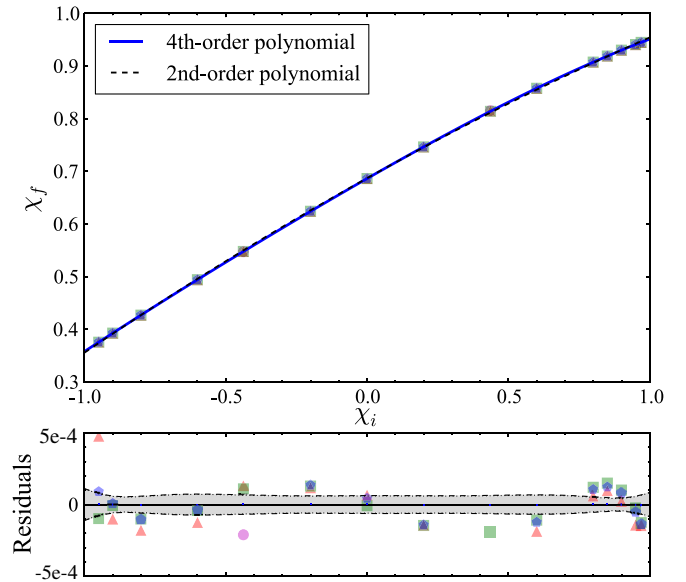 1.0
4th-order polynomial
2nd-order polynomial
0.9
0.8
0.7
χf
0.6
0.5
0.4
0.3
-1.0 -0.5 0.0 0.5 1.0
χi
5e-4
Residuals
0
-5e-4